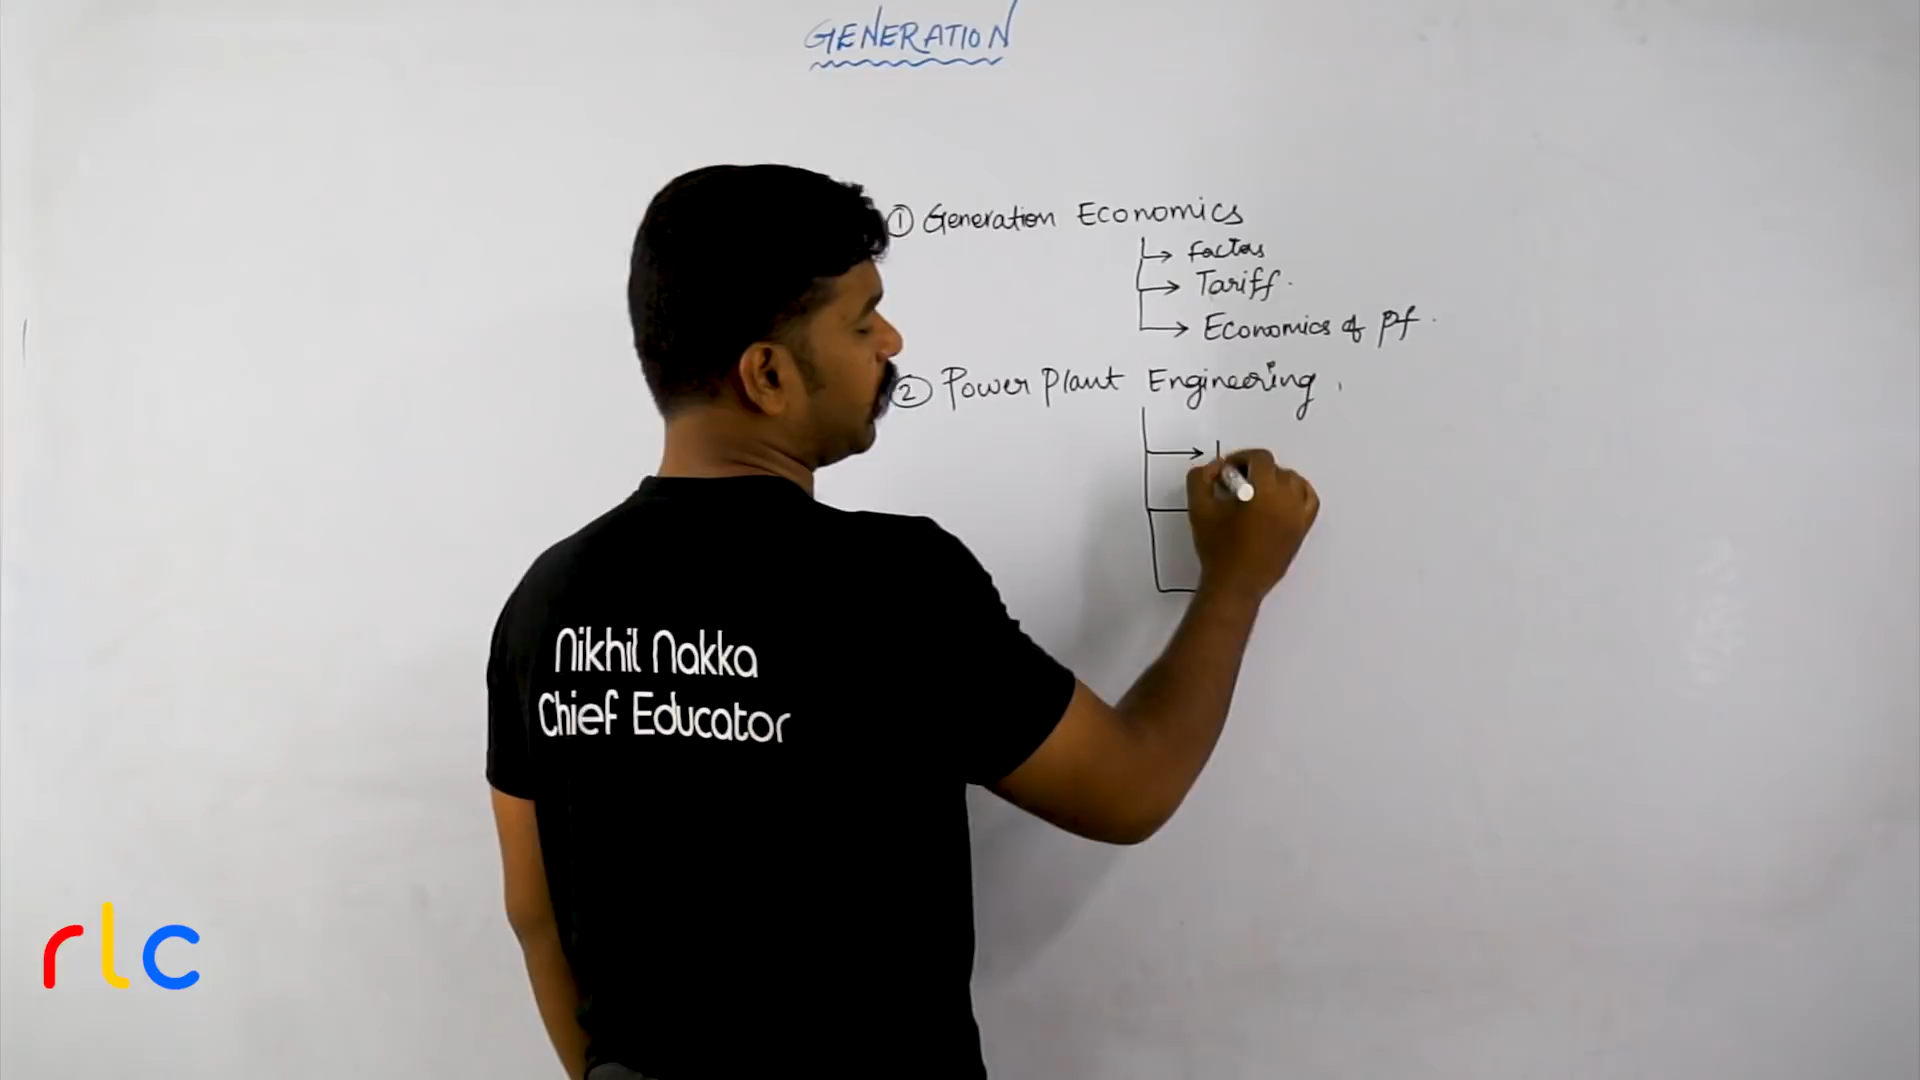 GENERATION
① Generation Economics
Factors
Tariff.
Economics of Pf.
② Power Plant Engineering.
Nikhil Nakka
Chief Educator
rlc